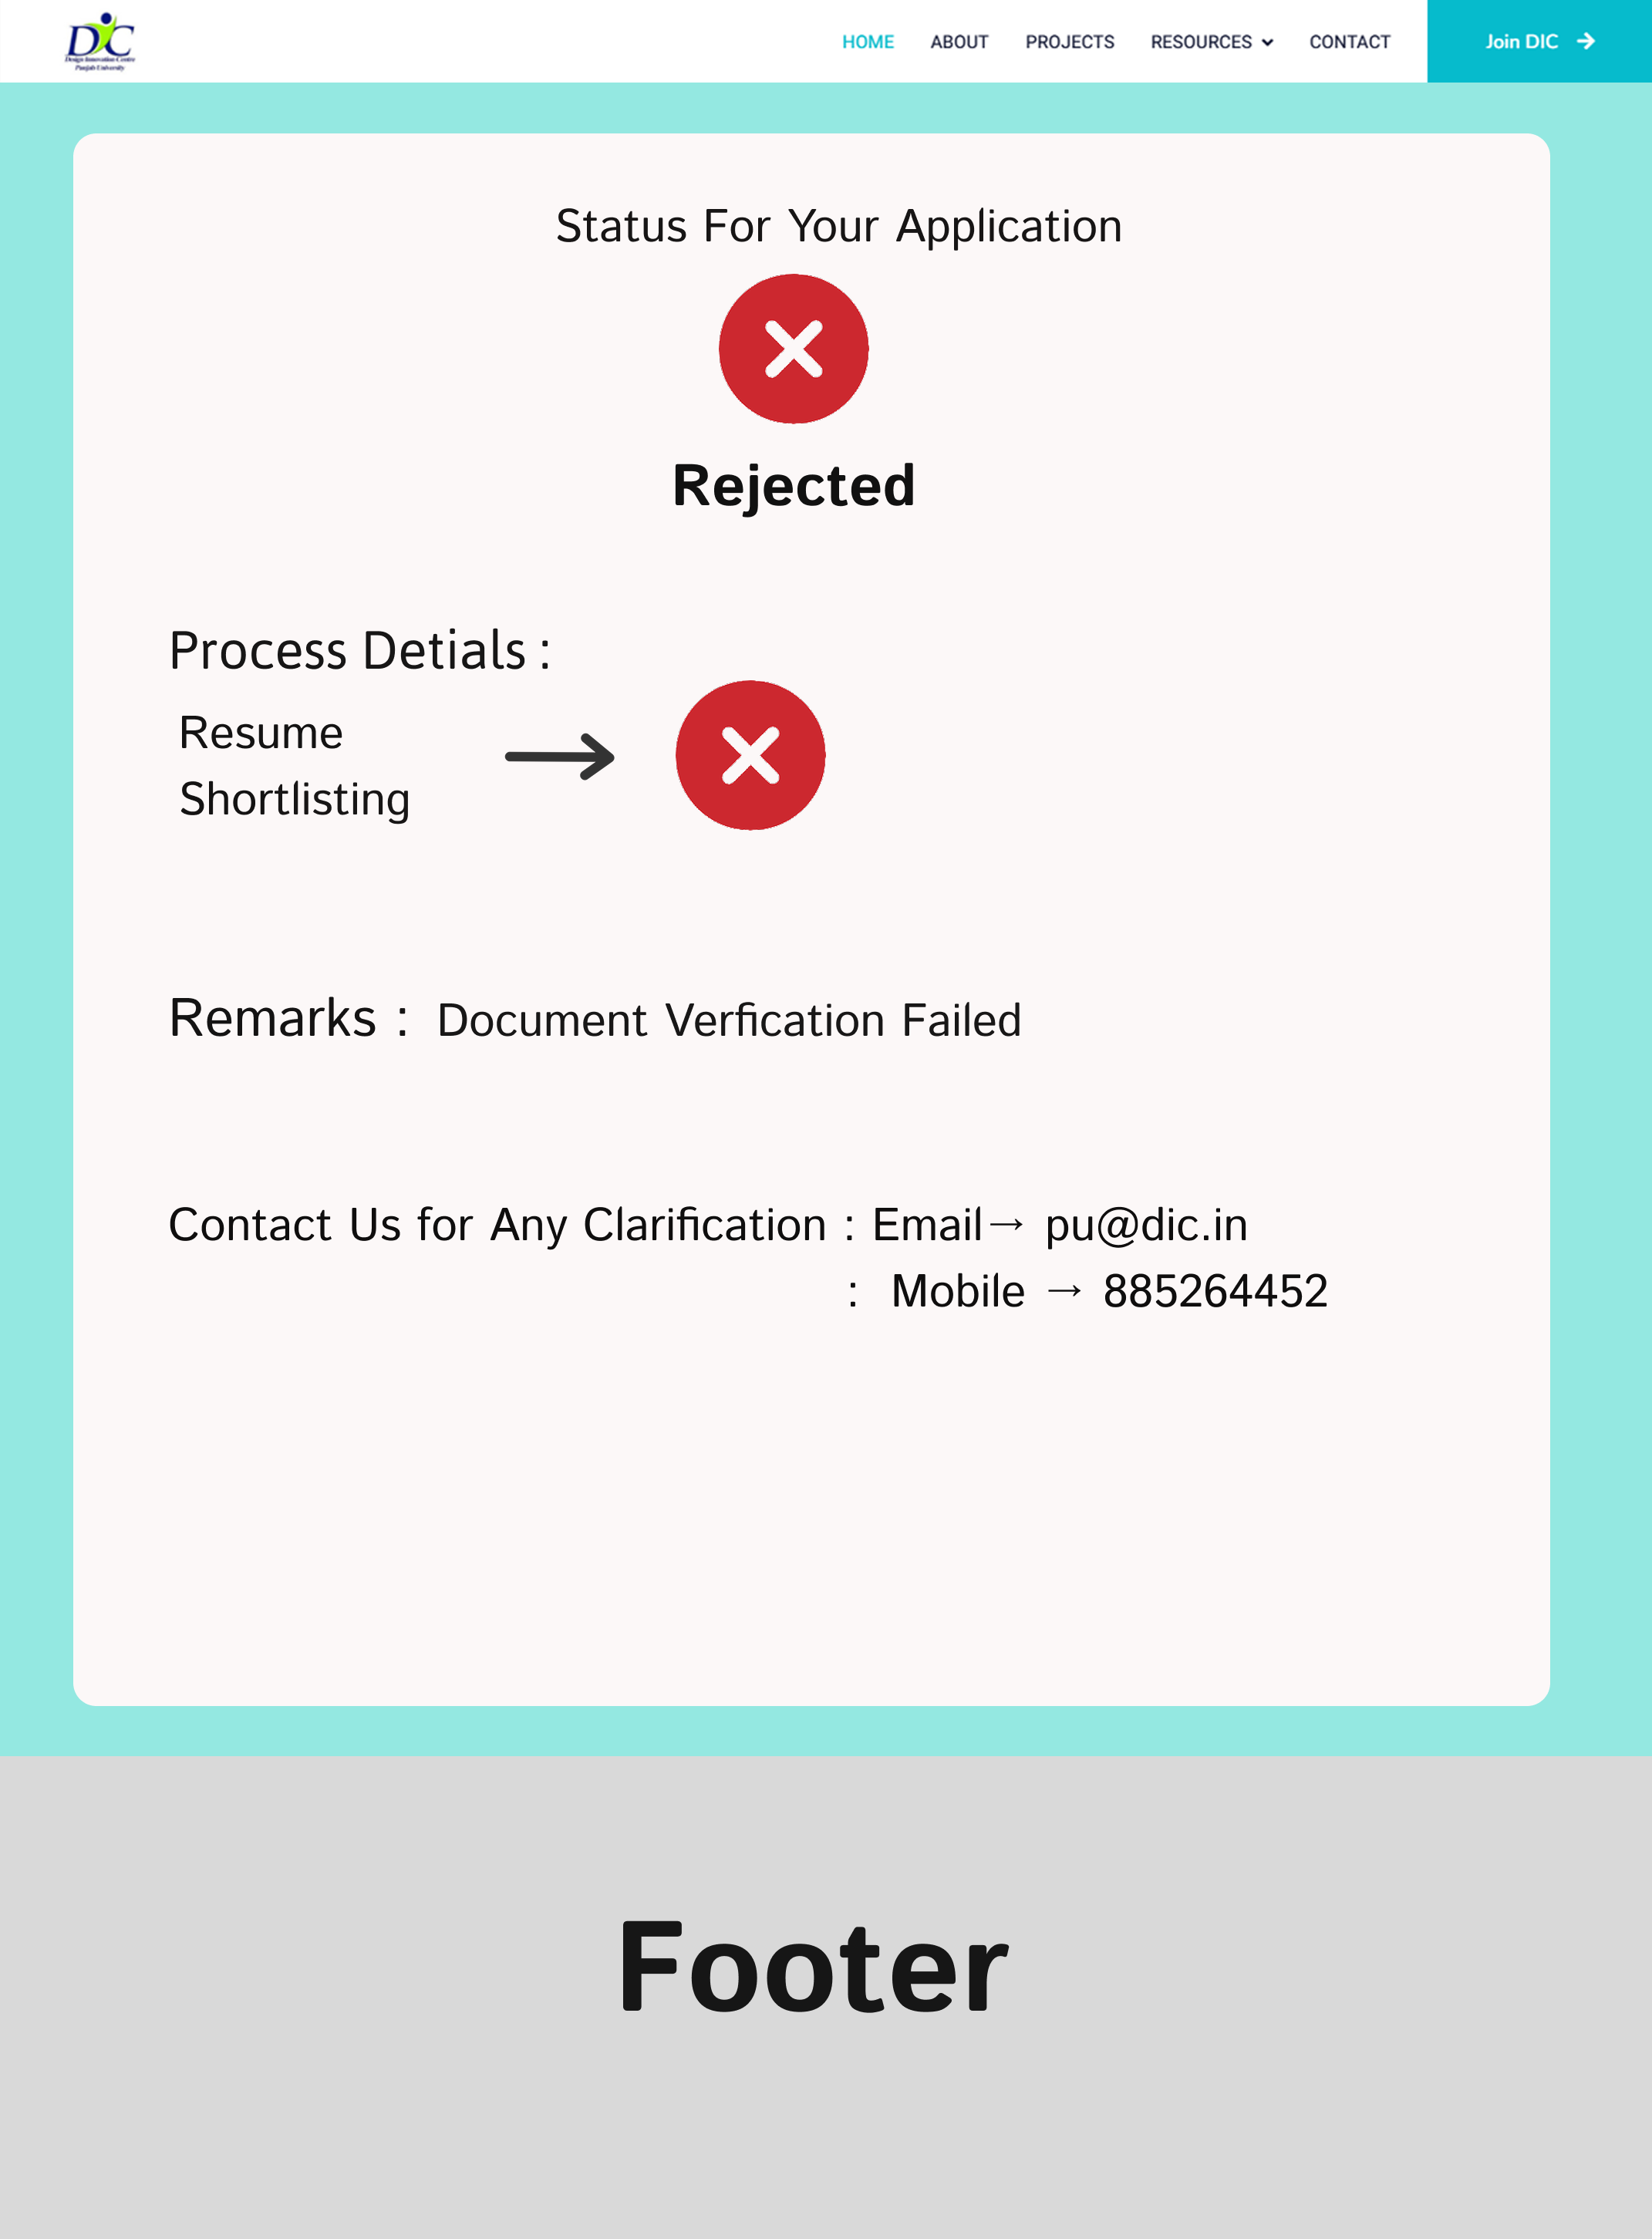 DIC
Design Innovation Centre
Panjab University
HOME ABOUT PROJECTS RESOURCES CONTACT Join DIC →
Status For Your Application
Rejected
Process Detials :
Resume
Shortlisting
Remarks : Document Verfication Failed
Contact Us for Any Clarification : Email→ pu@dic.in
: Mobile → 885264452
Footer